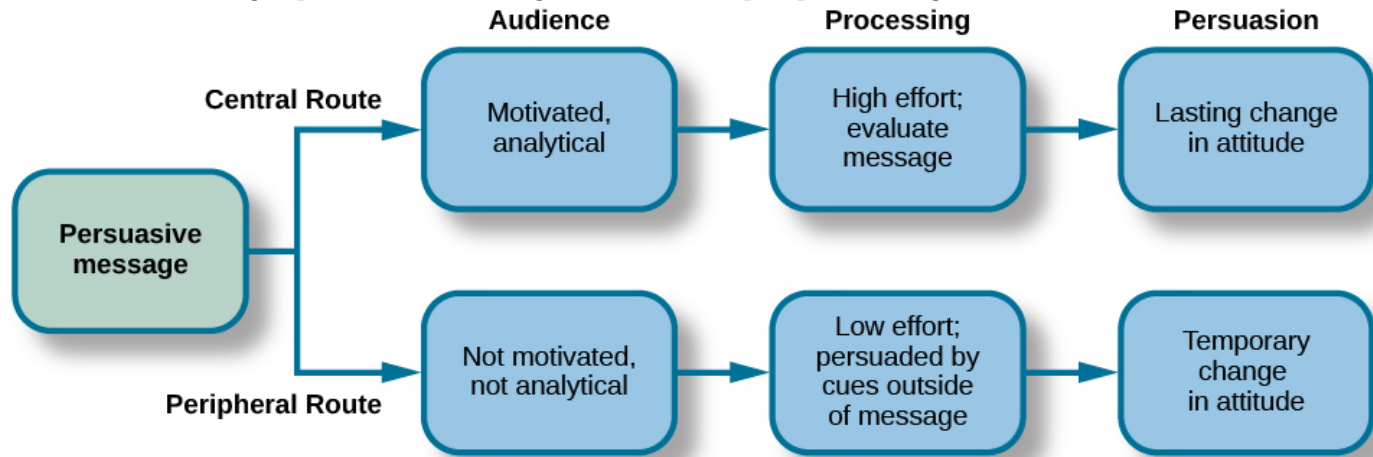 Audience
Processing
Persuasion
Central Route
Motivated,
analytical
High effort;
evaluate
message
Lasting change
in attitude
Persuasive
message
Peripheral Route
Not motivated,
not analytical
Low effort;
persuaded by
cues outside
of message
Temporary
change
in attitude